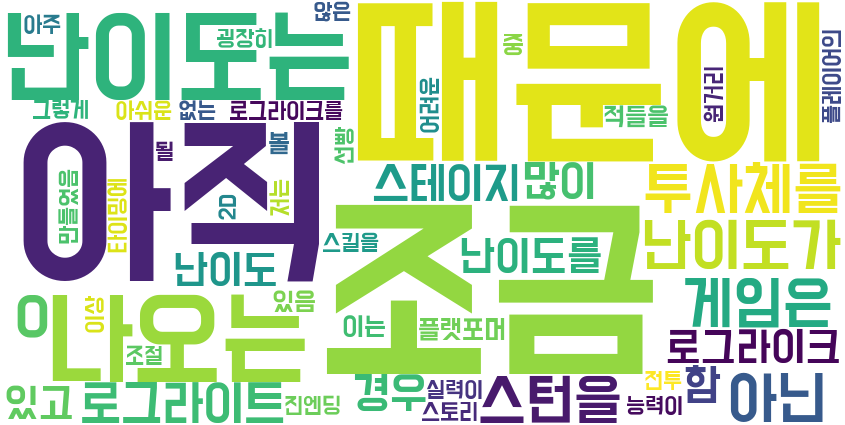 아주
않은
난이도는
굉장히
때문에
중
플레이어인
그렇게
아쉬운
없는
로그라이크를
어려운
원거리
적들을
아직
될
볼
선빵
만들었음
타이밍에
저는
2D
스테이지
많이
투사체를
난이도
스킬을
난이도를
난이도가
조금
이
나오는
이상
있음
이는
플랫포머
게임은
조절
로그라이크
있고
로그라이트
진엔딩
경우
실력이
스토리
스턴을
능력이
전투
함
아닌